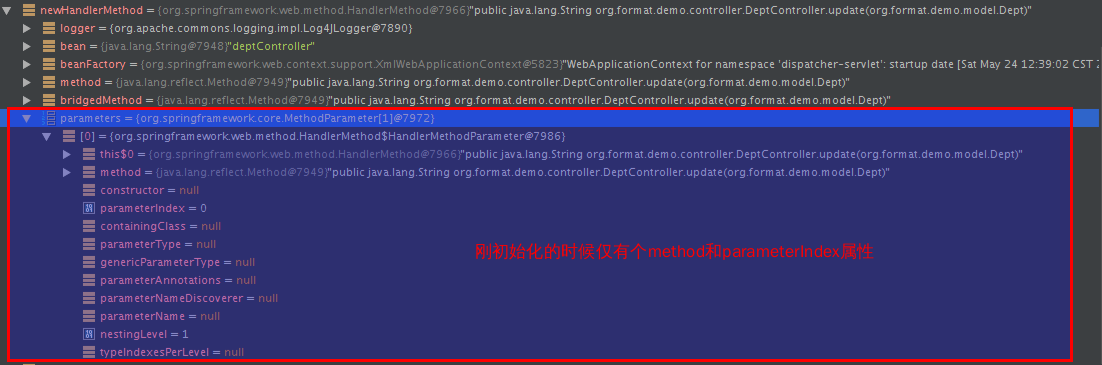 newHandlerMethod = {org.springframework.web.method.HandlerMethod@7966}"public java.lang.String org.format.demo.controller.DeptController.update(org.format.demo.model.Dept)"
logger = {org.apache.commons.logging.impl.Log4JLogger@7890}
bean = {java.lang.String@7948}"deptController"
beanFactory = {org.springframework.web.context.support.XmlWebApplicationContext@5823}"WebApplicationContext for namespace 'dispatcher-servlet': startup date [Sat May 24 12:39:02 CST 2
method = {java.lang.reflect.Method@7949}"public java.lang.String org.format.demo.controller.DeptController.update(org.format.demo.model.Dept)"
bridgedMethod = {java.lang.reflect.Method@7949}"public java.lang.String org.format.demo.controller.DeptController.update(org.format.demo.model.Dept)"
parameters = {org.springframework.core.MethodParameter[1]@7972}
[0] = {org.springframework.web.method.HandlerMethod$HandlerMethodParameter@7986}
this$0 = {org.springframework.web.method.HandlerMethod@7966}"public java.lang.String org.format.demo.controller.DeptController.update(org.format.demo.model.Dept)"
method = {java.lang.reflect.Method@7949}"public java.lang.String org.format.demo.controller.DeptController.update(org.format.demo.model.Dept)"
constructor = null
parameterIndex = 0
containingClass = null
parameterType = null
刚初始化的时候仅有个method和parameterIndex属性
genericParameterType = null
parameterAnnotations = null
parameterNameDiscoverer = null
parameterName = null
nestingLevel = 1
typeIndexesPerLevel = null